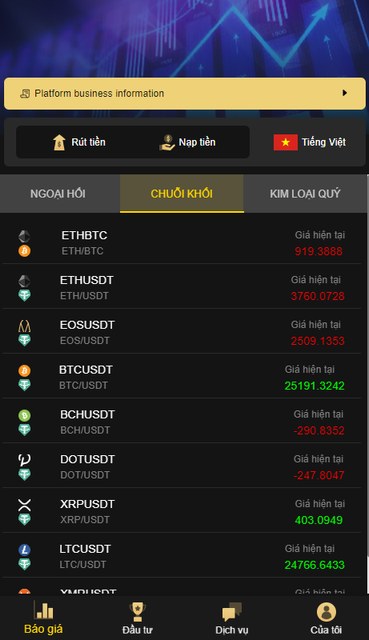 Platform business information
Rút tiền
Nạp tiền
Tiếng Việt
NGOẠI HỐI
CHUỖI KHỐI
KIM LOẠI QUÝ
ETHBTC
Giá hiện tại
ETH/BTC
919.3888
ETHUSDT
Giá hiện tại
ETH/USDT
3760.0728
EOSUSDT
Giá hiện tại
EOS/USDT
2509.1353
BTCUSDT
Giá hiện tại
BTC/USDT
25191.3242
BCHUSDT
Giá hiện tại
BCH/USDT
-290.8352
DOTUSDT
Giá hiện tại
DOT/USDT
-247.8047
XRPUSDT
Giá hiện tại
XRP/USDT
403.0949
LTCUSDT
Giá hiện tại
LTC/USDT
24766.6433
XMRUSDT
Giá hiện tại
Báo giá
Đầu tư
Dịch vụ
Của tôi